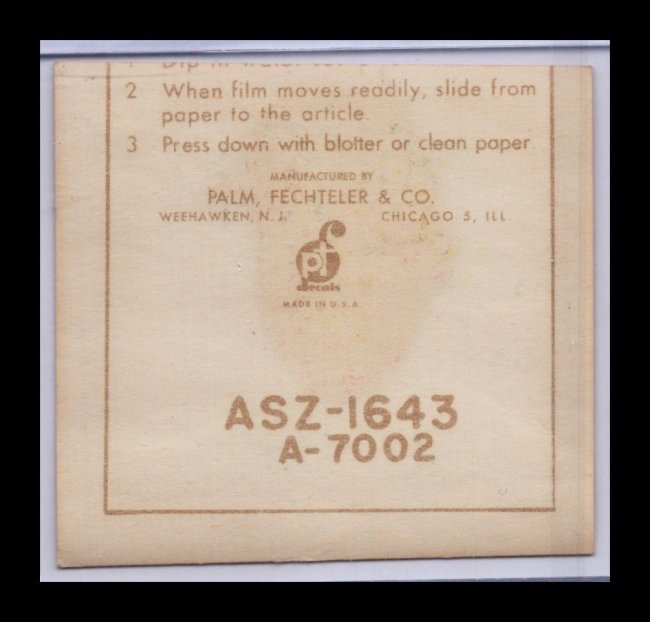 2 When film moves readily, slide from
paper to the article.
3 Press down with blotter or clean paper.
MANUFACTURED BY
PALM, FECHTELER & CO.
WEEHAWKEN, N. J. CHICAGO 5, ILL.
pf
decals
MADE IN U.S.A.
ASZ-1643
A-7002